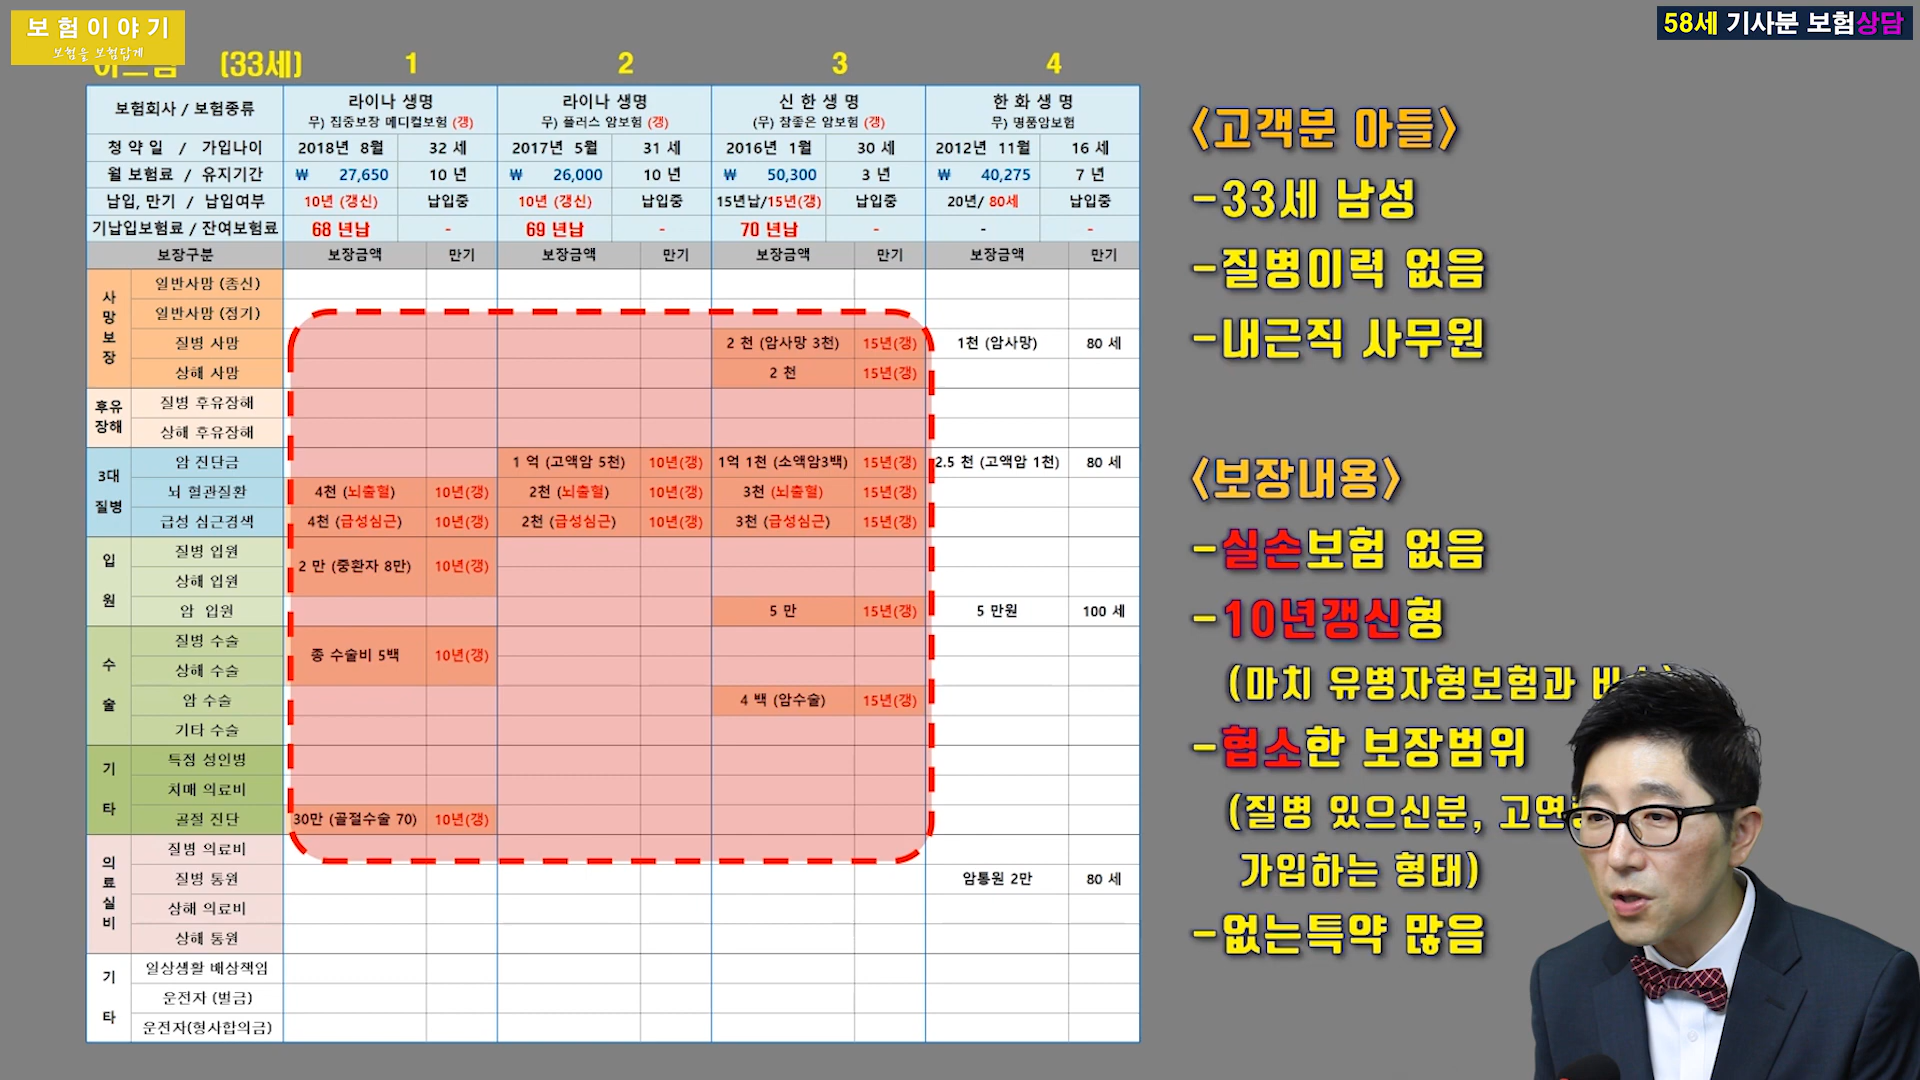 보험이야기
보험을 보험답게
58세 기사분 보험상담
(33세) 1 2 3 4
보험회사 / 보험종류 라이나 생명 라이나 생명 신 한 생 명 한 화 생 명
무) 집중보장 메디컬보험 (갱) 무) 플러스 암보험 (갱) (무) 참좋은 암보험 (갱) 무) 명품암보험
청 약 일 / 가입나이 2018년 8월 32 세 2017년 5월 31 세 2016년 1월 30 세 2012년 11월 16 세
월 보험료 / 유지기간 ₩ 27,650 10 년 ₩ 26,000 10 년 ₩ 50,300 3 년 ₩ 40,275 7 년
납입, 만기 / 납입여부 10년 (갱신) 납입중 10년 (갱신) 납입중 15년납/15년(갱) 납입중 20년/ 80세 납입중
기납입보험료 / 잔여보험료 68 년납 - 69 년납 - 70 년납 - - -
보장구분 보장금액 만기 보장금액 만기 보장금액 만기 보장금액 만기
사망보장
일반사망 (종신)
일반사망 (정기)
질병 사망 2 천 (암사망 3천) 15년(갱) 1천 (암사망) 80 세
상해 사망 2 천 15년(갱)
후유장해
질병 후유장해
상해 후유장해
3대 질병
암 진단금 1 억 (고액암 5천) 10년(갱) 1억 1천 (소액암3백) 15년(갱) 2.5 천 (고액암 1천) 80 세
뇌 혈관질환 4천 (뇌출혈) 10년(갱) 2천 (뇌출혈) 10년(갱) 3천 (뇌출혈) 15년(갱)
급성 심근경색 4천 (급성심근) 10년(갱) 2천 (급성심근) 10년(갱) 3천 (급성심근) 15년(갱)
입원
질병 입원 2 만 (중환자 8만) 10년(갱)
상해 입원
암 입원 5 만 15년(갱) 5 만원 100 세
수술
질병 수술 종 수술비 5백 10년(갱)
상해 수술
암 수술 4 백 (암수술) 15년(갱)
기타 수술
기타
특정 성인병
치매 의료비
골절 진단 30만 (골절수술 70) 10년(갱)
의료실비
질병 의료비
질병 통원 암통원 2만 80 세
상해 의료비
상해 통원
기타
일상생활 배상책임
운전자 (벌금)
운전자(형사합의금)
〈고객분 아들〉
-33세 남성
-질병이력 없음
-내근직 사무원
〈보장내용〉
-실손보험 없음
-10년갱신형
(마치 유병자형보험과
-협소한 보장범위
(질병 있으신분,
가입하는 형태)
-없는특약 많음